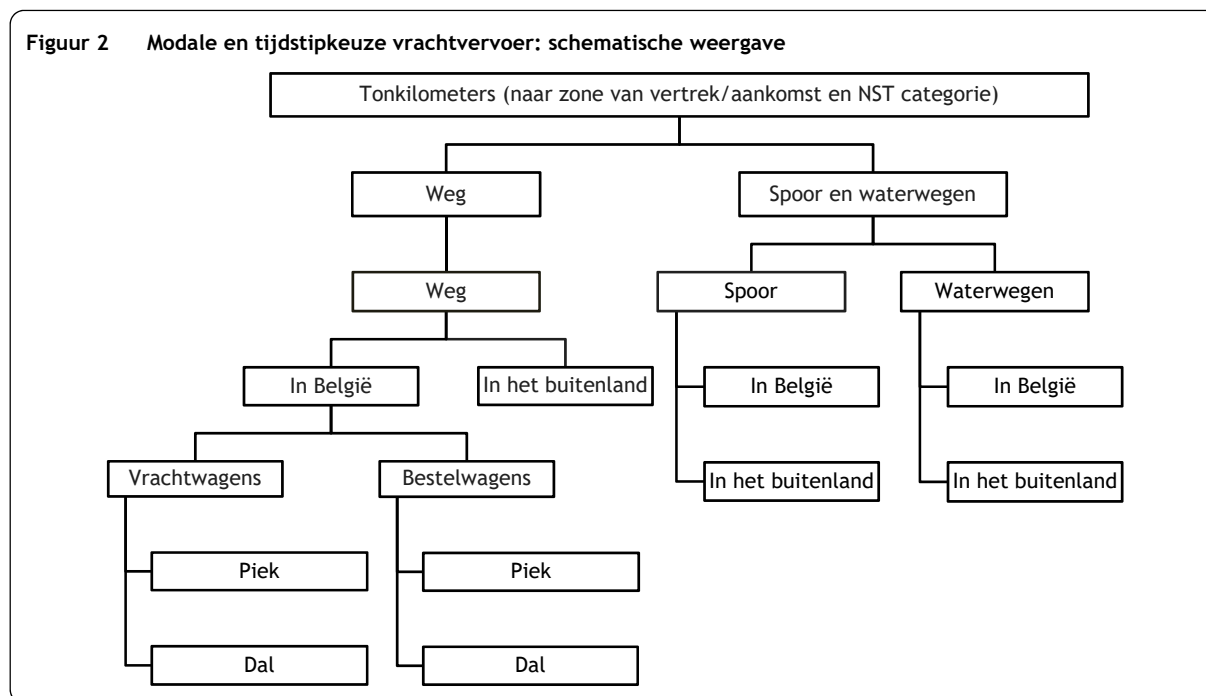 Figuur 2 Modale en tijdstipkeuze vrachtvervoer: schematische weergave
Tonkilometers (naar zone van vertrek/aankomst en NST categorie)
Weg
Spoor en waterwegen
Weg
Spoor
Waterwegen
In België
In het buitenland
In België
In België
Vrachtwagens
Bestelwagens
In het buitenland
In het buitenland
Piek
Piek
Dal
Dal